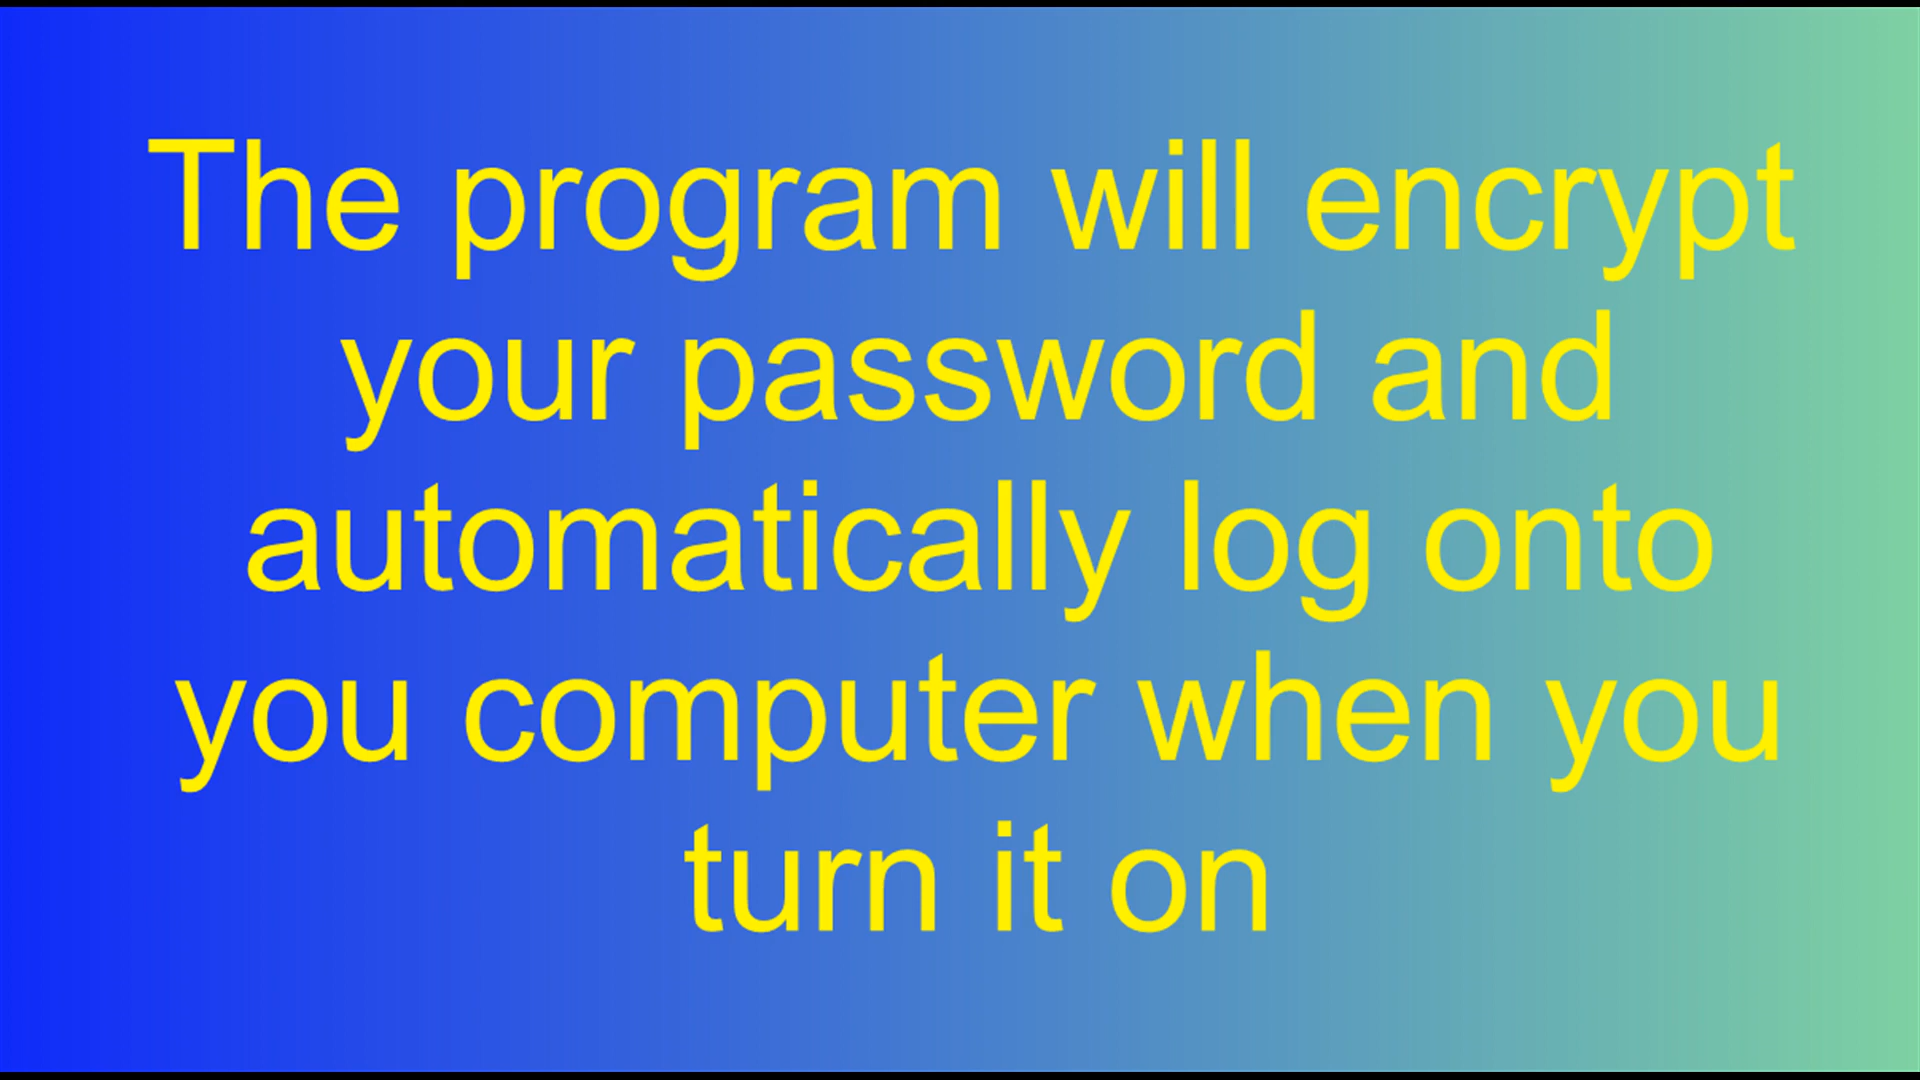 The program will encrypt
your password and
automatically log onto
you computer when you
turn it on